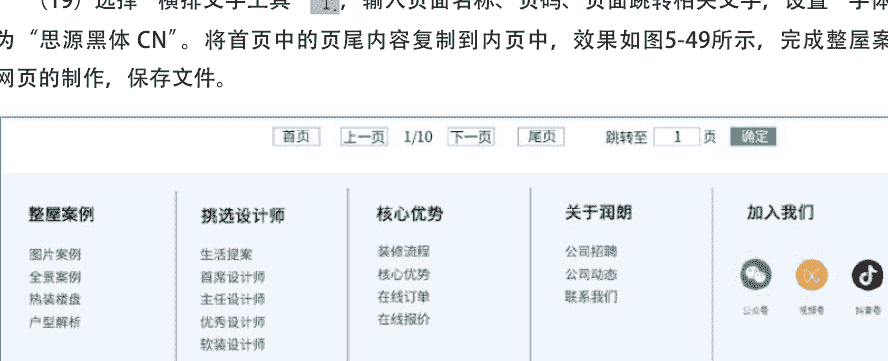 （19）选择“横排文字工具”，输入页面名称、页码、页面跳转相关文字，设置“字体
为“思源黑体 CN”。将首页中的页尾内容复制到内页中，效果如图5-49所示，完成整屋案
网页的制作，保存文件。
首页 上一页 1/10 下一页 尾页 跳转至 1 页 确定
整屋案例 挑选设计师 核心优势 关于润朗 加入我们
图片案例 生活提案 装修流程 公司招聘
全景案例 首席设计师 核心优势 公司动态
热装楼盘 主任设计师 在线订单 联系我们
户型解析 优秀设计师 在线报价
软装设计师
公众号 视频号 抖音号